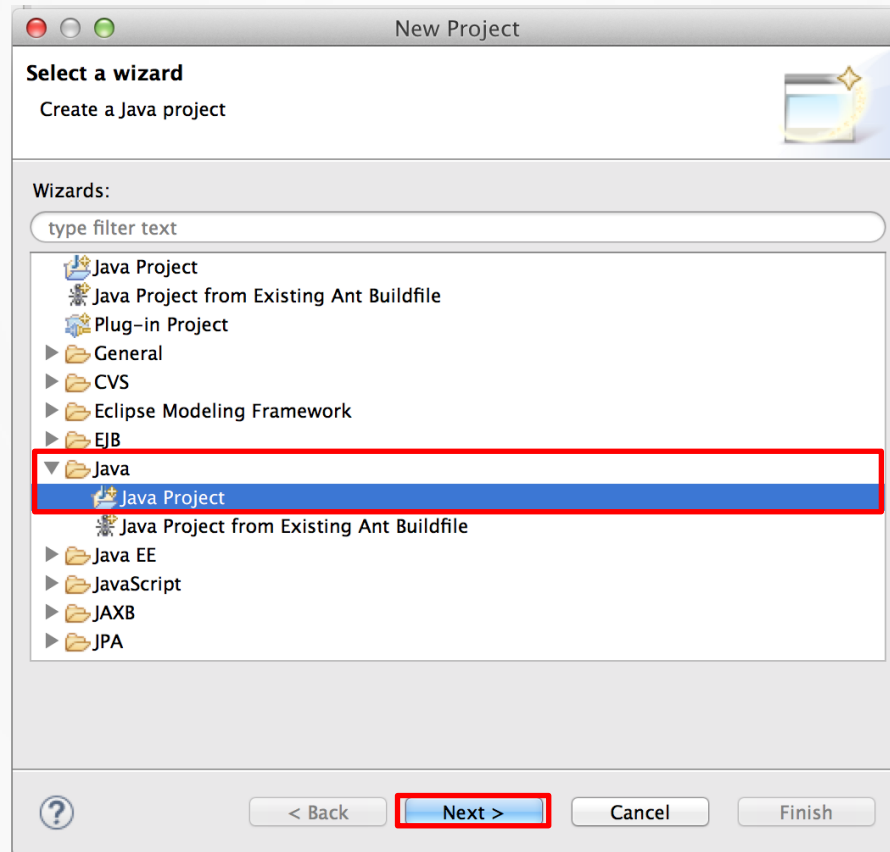 New Project
Select a wizard
Create a Java project
Wizards:
type filter text
Java Project
Java Project from Existing Ant Buildfile
Plug-in Project
General
CVS
Eclipse Modeling Framework
EJB
Java
Java Project
Java Project from Existing Ant Buildfile
Java EE
JavaScript
JAXB
JPA
? < Back Next > Cancel Finish